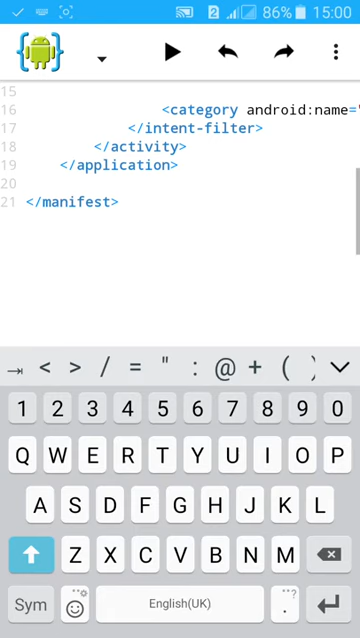 2 86% 15:00
15
16 <category android:name="
17 </intent-filter>
18 </activity>
19 </application>
20
21 </manifest>
< > / = " : @ + ( )
1 2 3 4 5 6 7 8 9 0
Q W E R T Y U I O P
A S D F G H J K L
Z X C V B N M
Sym English(UK) .